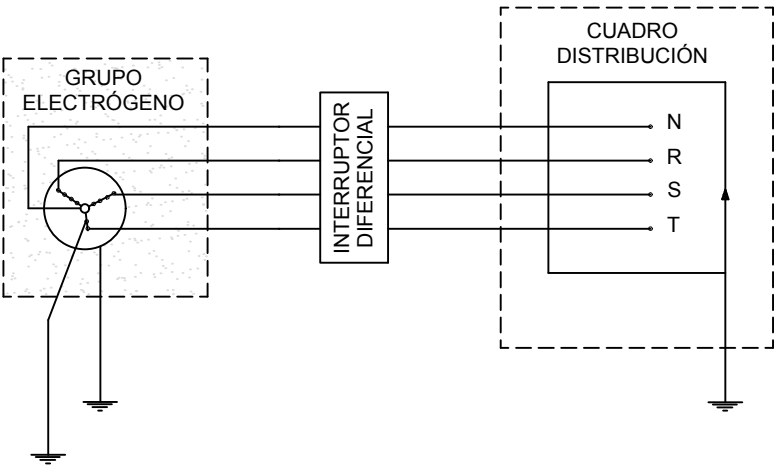 CUADRO
DISTRIBUCIÓN
GRUPO
ELECTRÓGENO
INTERRUPTOR
DIFERENCIAL
N
R
S
T